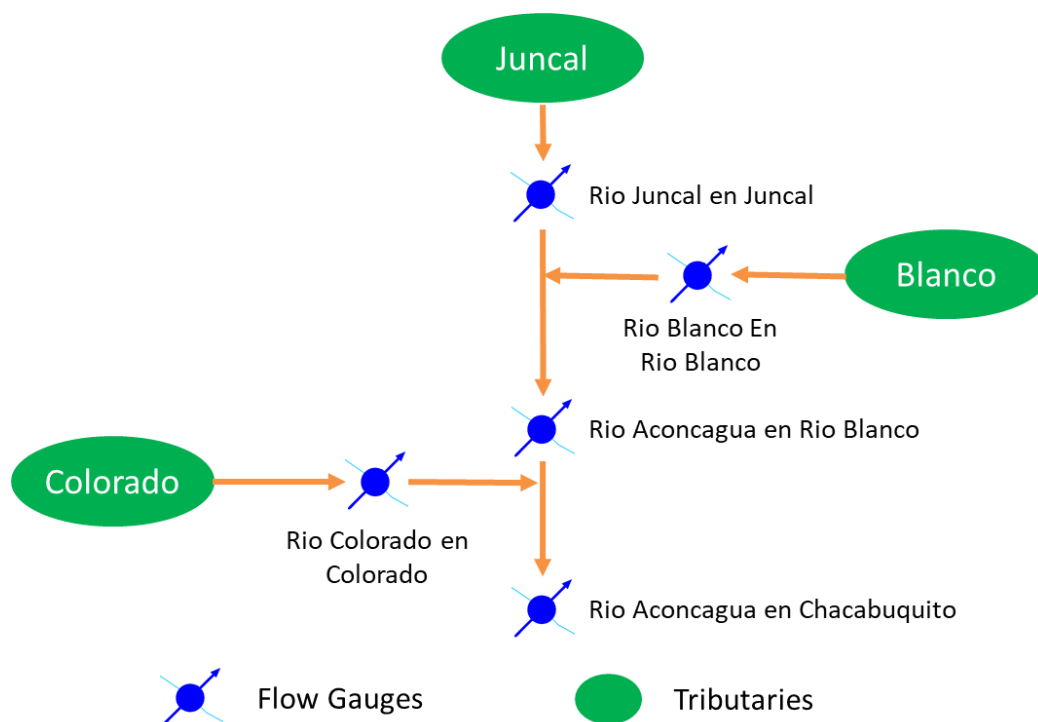 Juncal
Rio Juncal en Juncal
Blanco
Rio Blanco En
Rio Blanco
Rio Aconcagua en Rio Blanco
Colorado
Rio Colorado en
Colorado
Rio Aconcagua en Chacabuquito
Flow Gauges
Tributaries